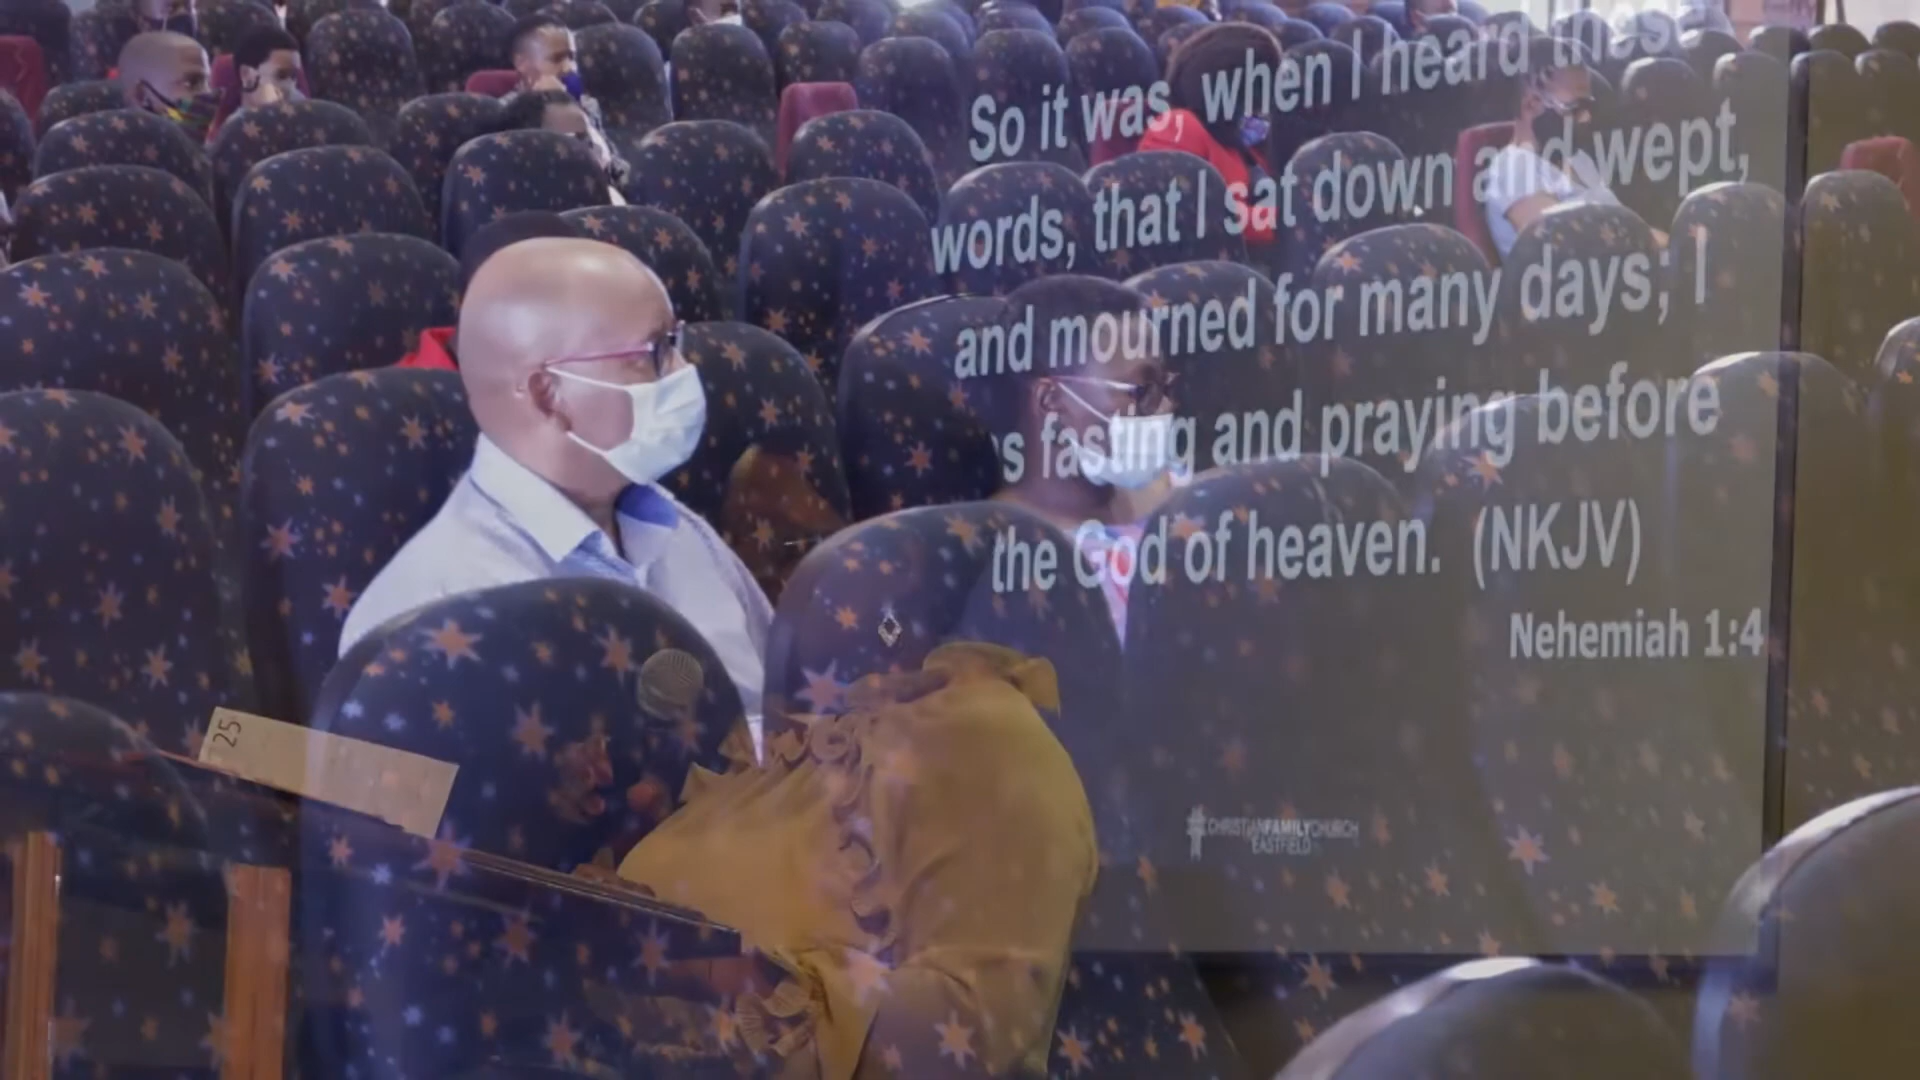 So it was, when I heard these
words, that I sat down and wept,
and mourned for many days; I
s fasting and praying before
the God of heaven. (NKJV)
Nehemiah 1:4
25
CHRISTIANFAMILYCHURCH
EASTFIELD